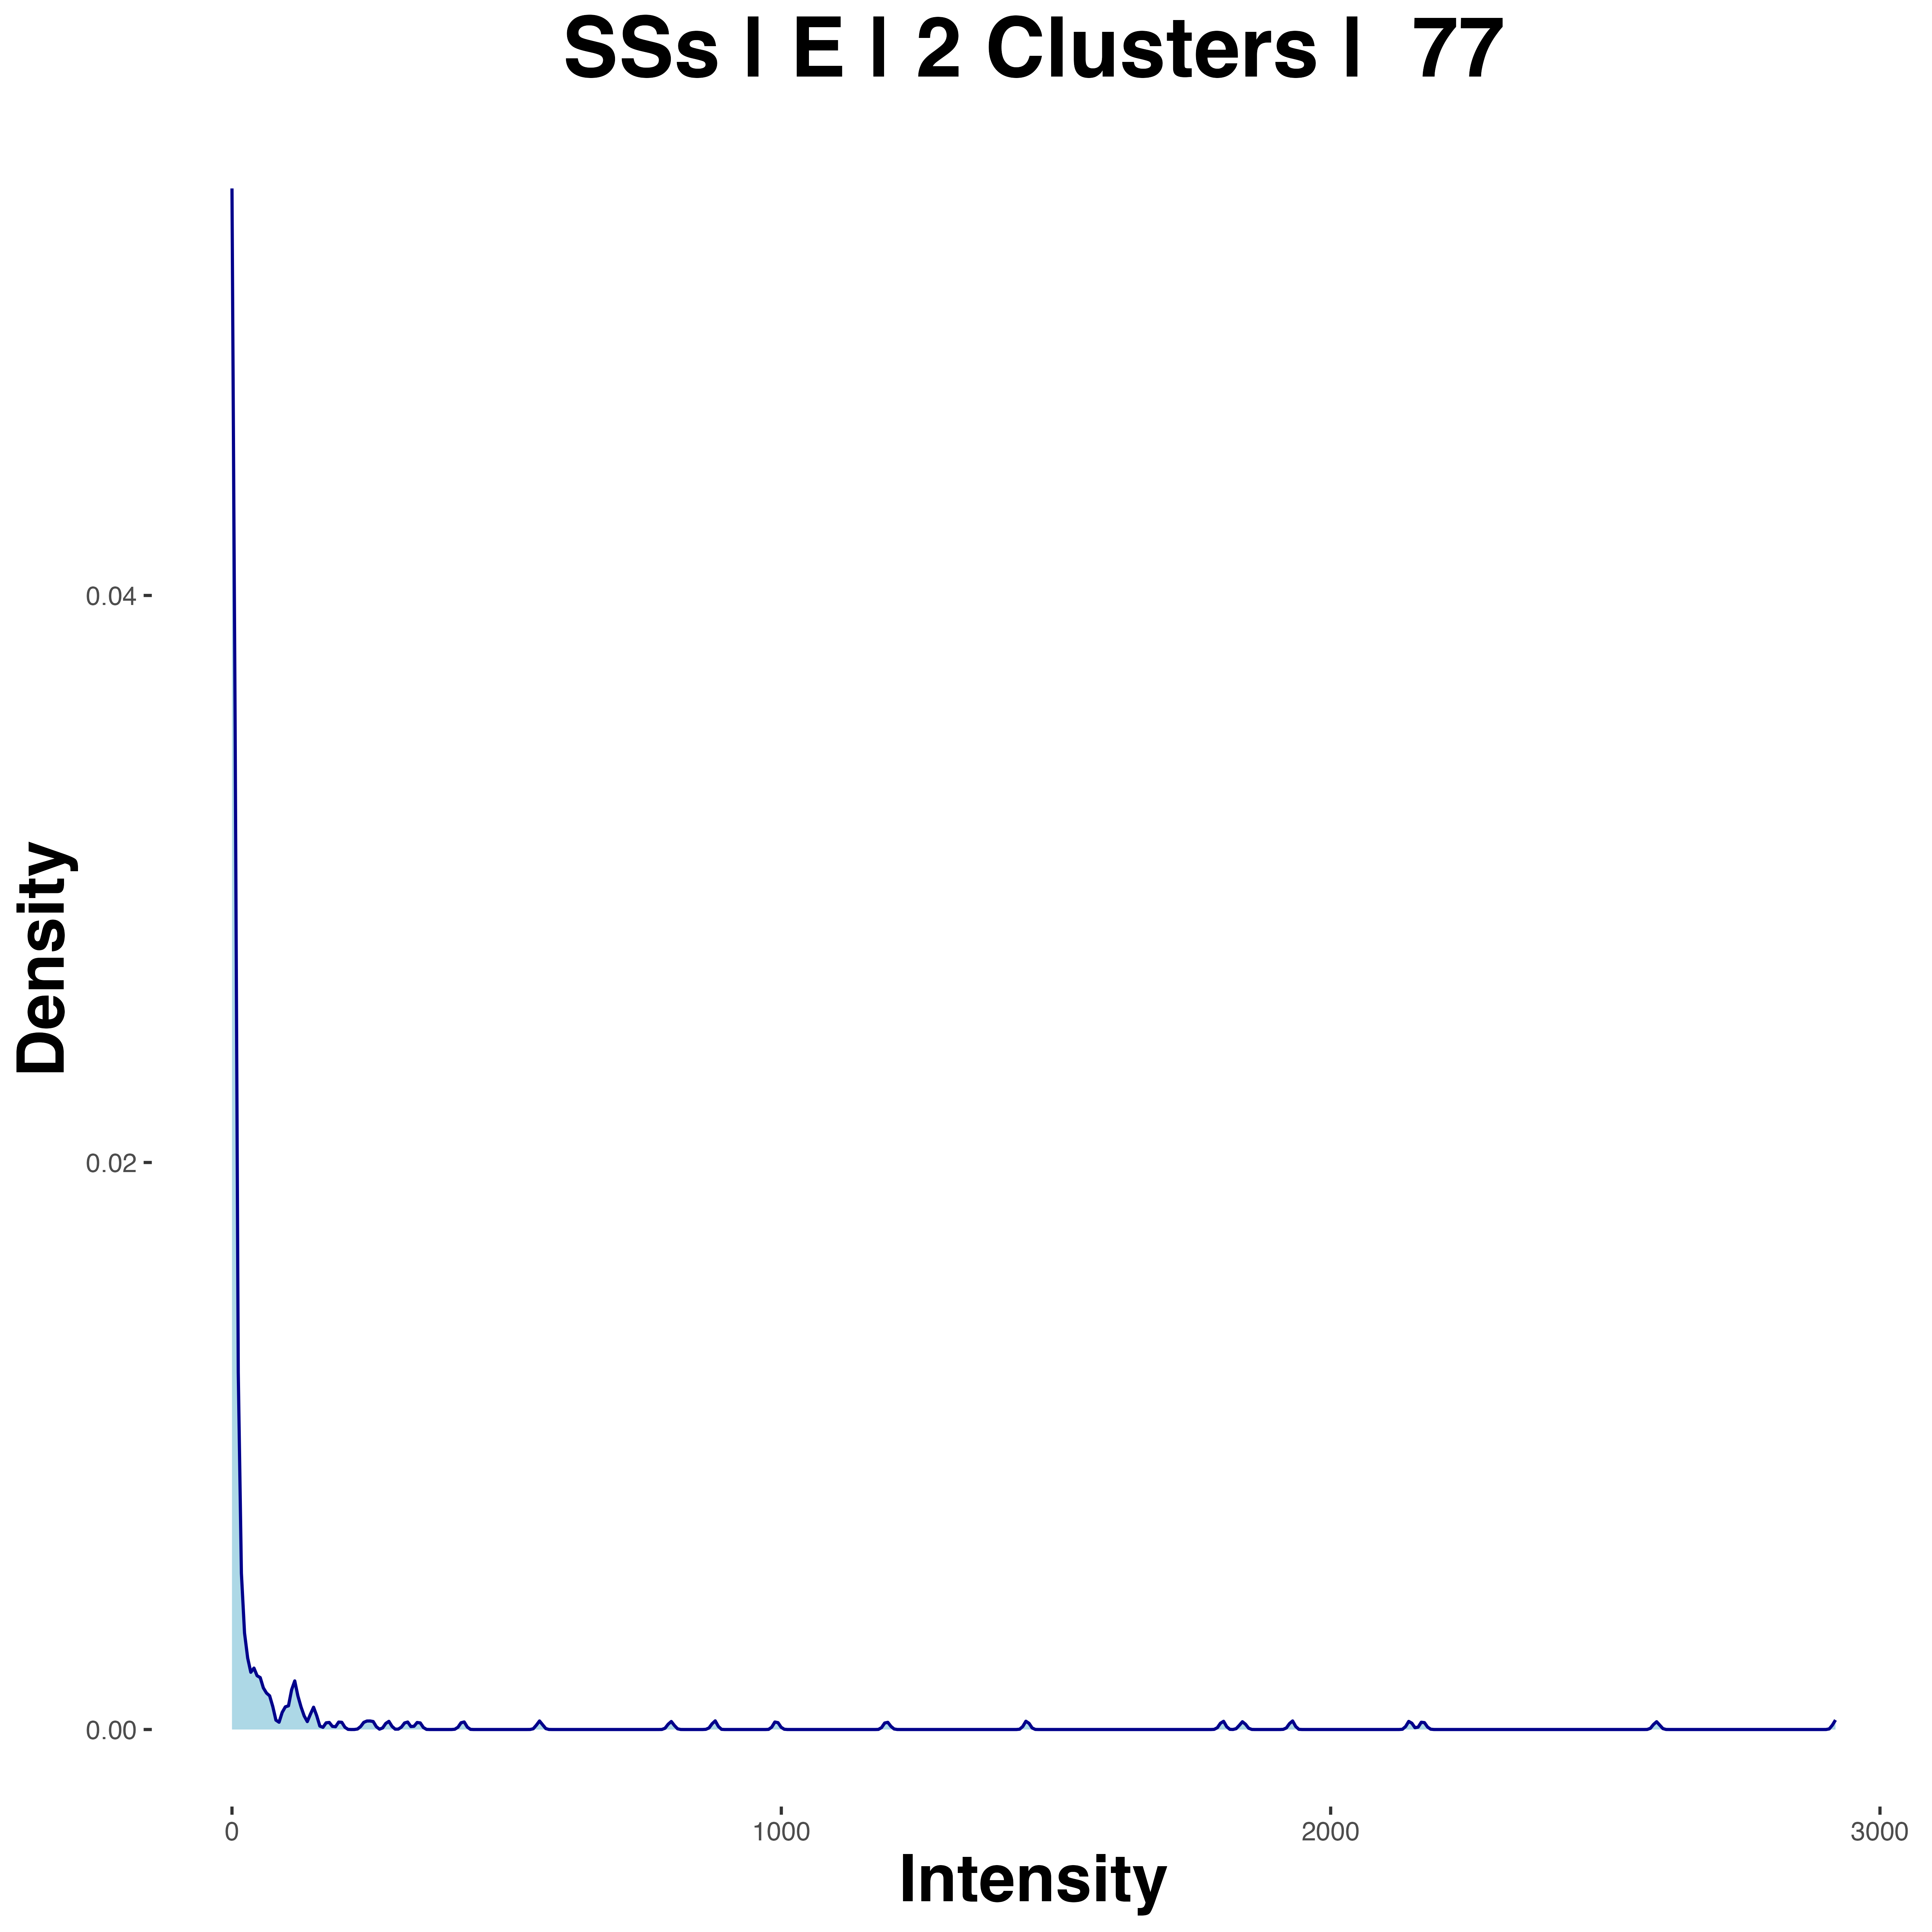 SSs | E | 2 Clusters | 77
Density
0.04
0.02
0.00
0 1000 2000 3000
Intensity